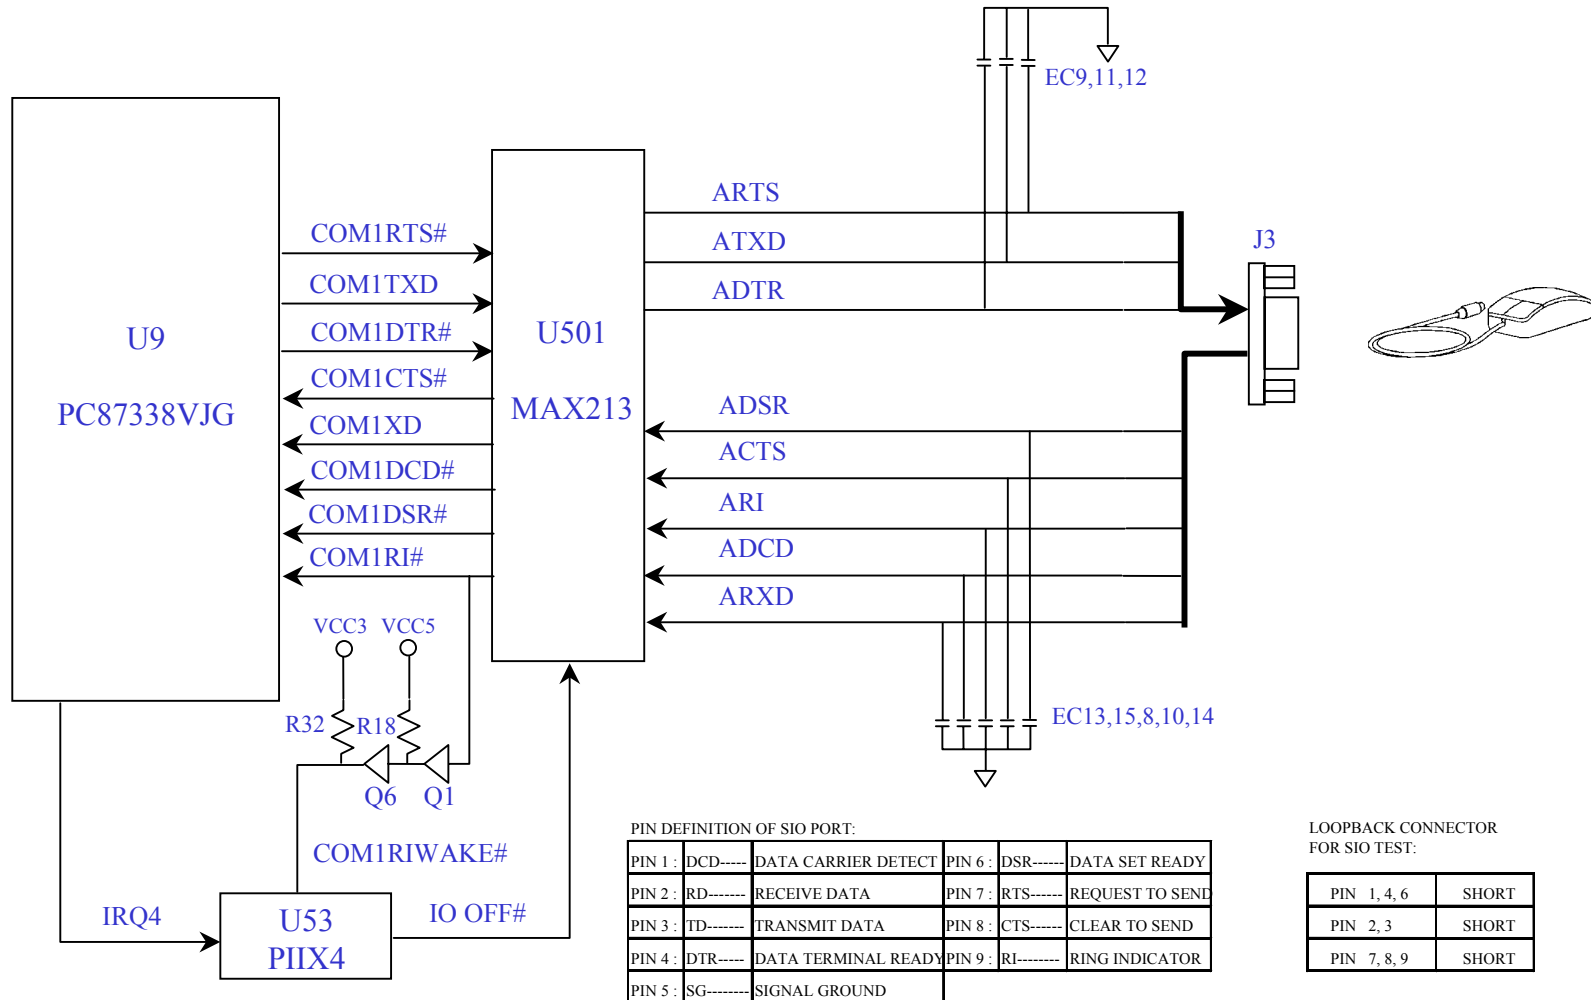 EC9,11,12
ARTS
ATXD
ADTR
J3
COM1RTS#
COM1TXD
COM1DTR#
COM1CTS#
COM1XD
COM1DCD#
COM1DSR#
COM1RI#
U9
PC87338VJG
U501
MAX213
ADSR
ACTS
ARI
ADCD
ARXD
VCC3 VCC5
R32 R18
Q6 Q1
EC13,15,8,10,14
COM1RIWAKE#
IRQ4
U53
PIIX4
IO OFF#
PIN DEFINITION OF SIO PORT:
PIN 1 : DCD----- DATA CARRIER DETECT PIN 6 : DSR------ DATA SET READY
PIN 2 : RD------- RECEIVE DATA PIN 7 : RTS------ REQUEST TO SEND
PIN 3 : TD------- TRANSMIT DATA PIN 8 : CTS------ CLEAR TO SEND
PIN 4 : DTR----- DATA TERMINAL READY PIN 9 : RI-------- RING INDICATOR
PIN 5 : SG-------- SIGNAL GROUND
LOOPBACK CONNECTOR
FOR SIO TEST:
PIN 1, 4, 6 SHORT
PIN 2, 3 SHORT
PIN 7, 8, 9 SHORT